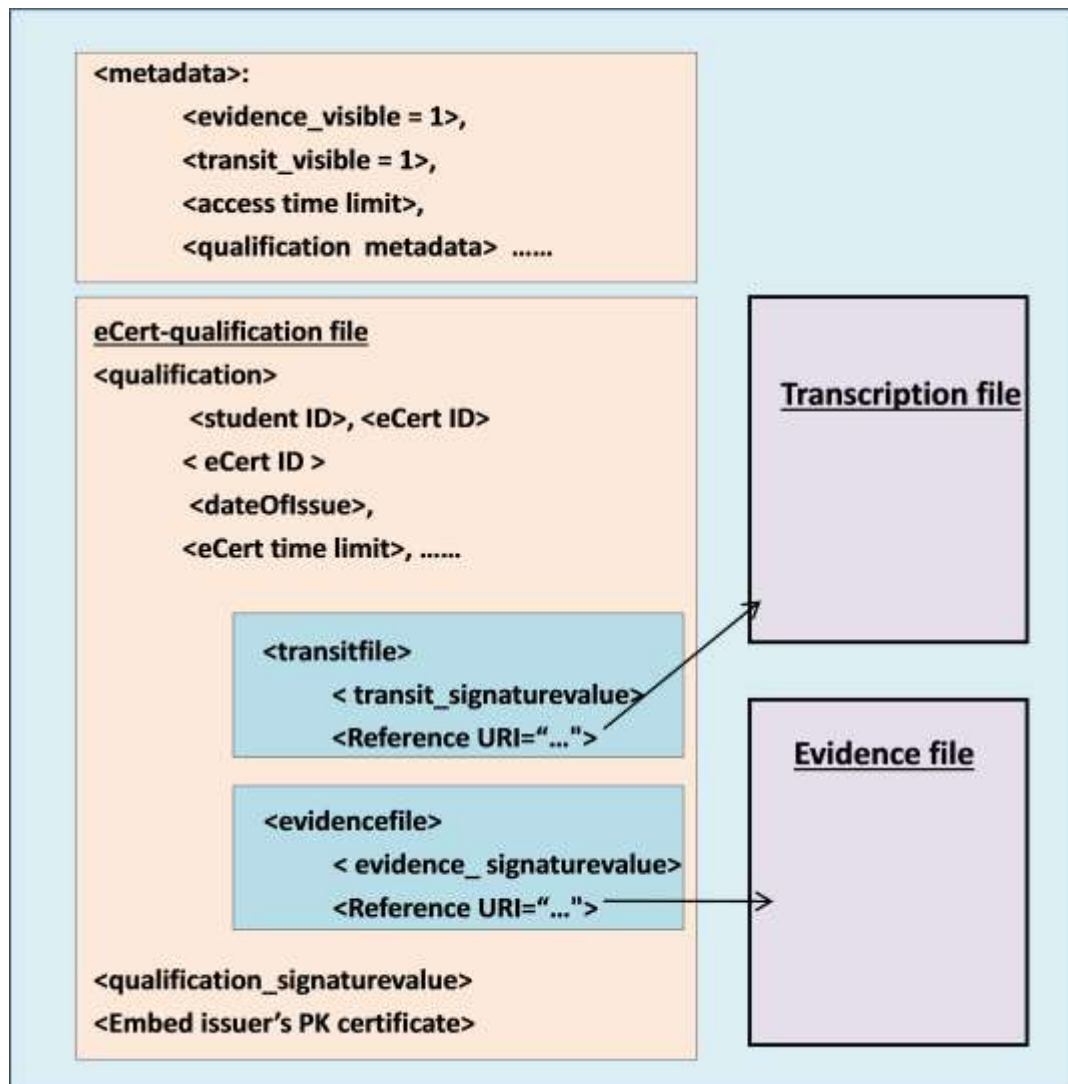 <metadata>:
<evidence_visible = 1>,
<transit_visible = 1>,
<access time limit>,
<qualification  metadata>  ......
eCert-qualification file
<qualification>
<student ID>, <eCert ID>
< eCert ID >
<dateOfIssue>,
<eCert time limit>, ......
<transitfile>
< transit_signaturevalue>
<Reference URI=“...">
<evidencefile>
< evidence_ signaturevalue>
<Reference URI=“...">
<qualification_signaturevalue>
<Embed issuer’s PK certificate>
Transcription file
Evidence file